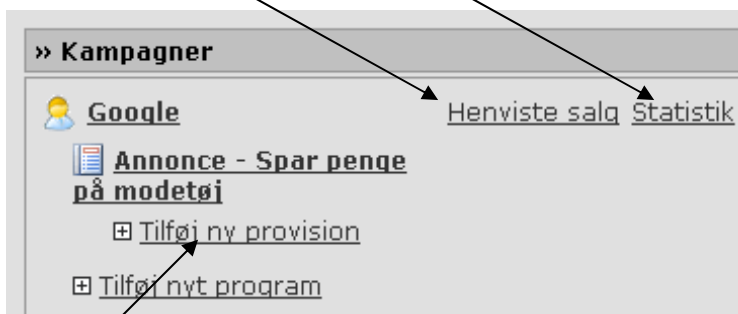 » Kampagner
Google Henviste salg Statistik
Annonce - Spar penge
på modetøj
Tilføj ny provision
Tilføj nyt program